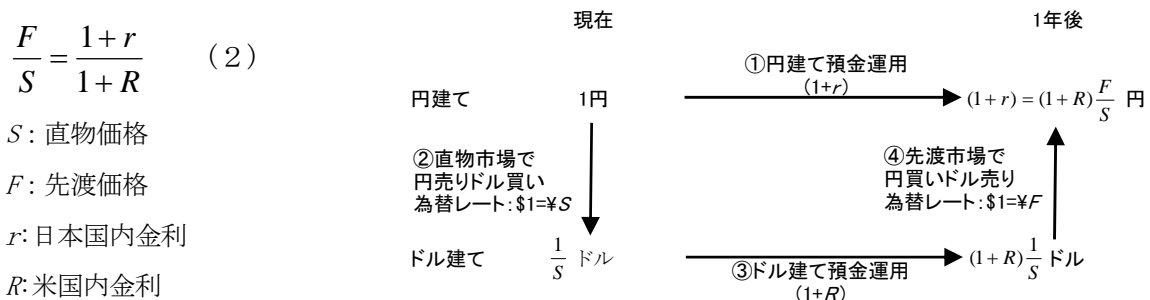 F/S = (1+r)/(1+R) (2)
S：直物価格
F：先渡価格
r:日本国内金利
R:米国内金利
現在 1年後
①円建て預金運用
(1+r)
円建て 1円 (1+r)=(1+R)F/S 円
②直物市場で
円売りドル買い
為替レート：$1=¥S
④先渡市場で
円買いドル売り
為替レート：$1=¥F
ドル建て 1/S ドル (1+R)1/S ドル
③ドル建て預金運用
(1+R)